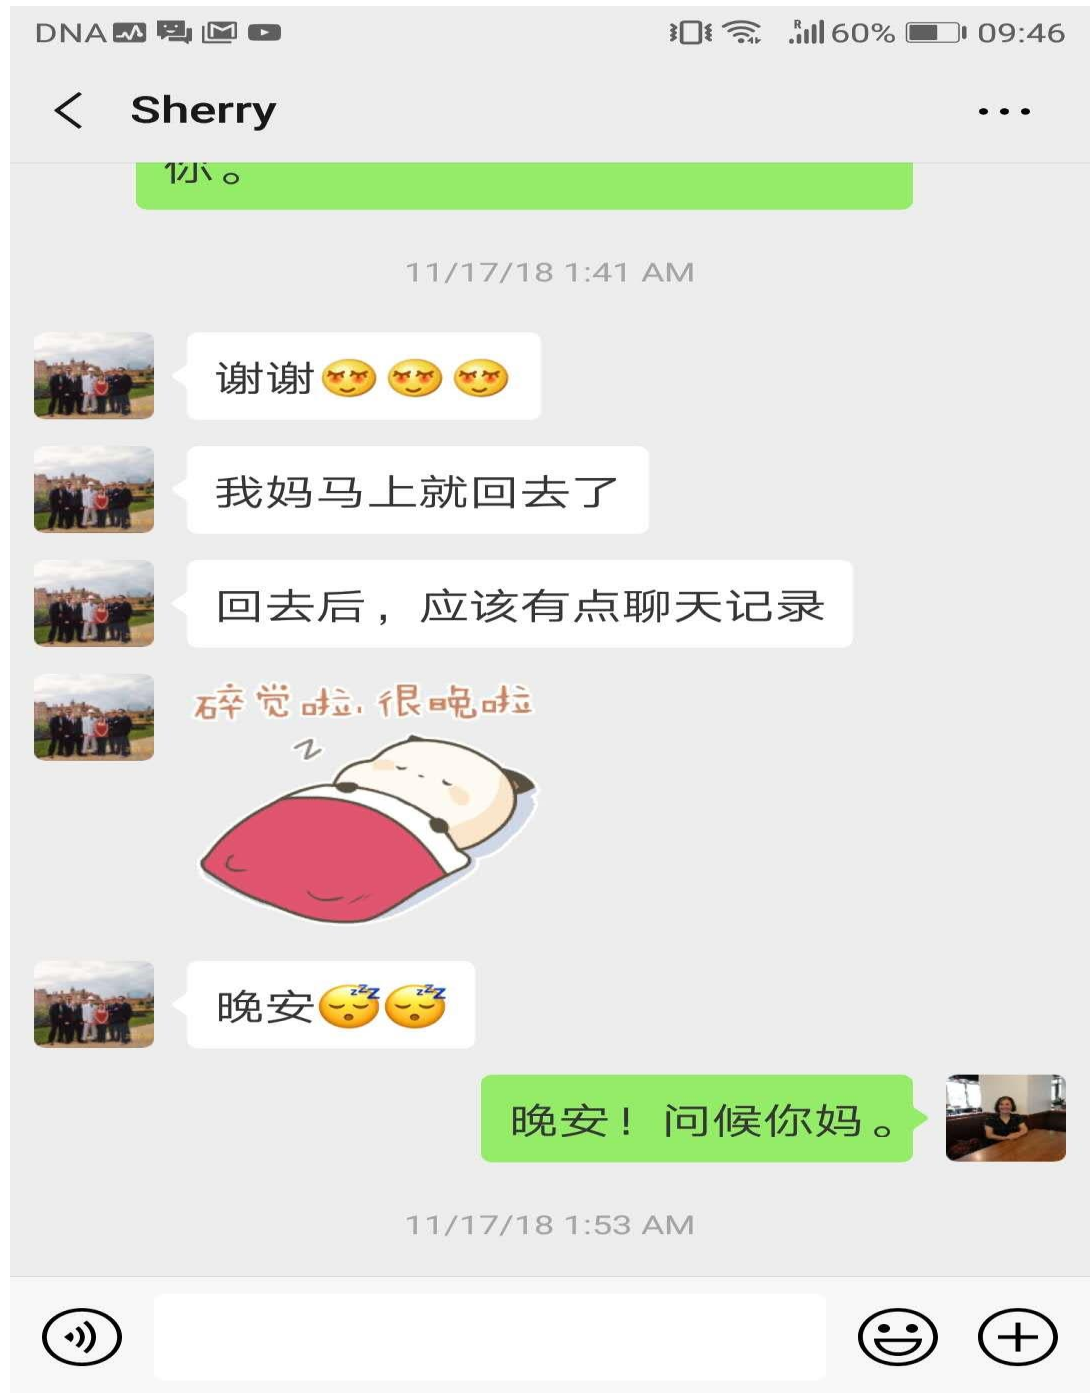 DNA 60% 09:46
Sherry
你。
11/17/18 1:41 AM
谢谢
我妈马上就回去了
回去后，应该有点聊天记录
碎觉啦，很晚啦
z
晚安
晚安！问候你妈。
11/17/18 1:53 AM